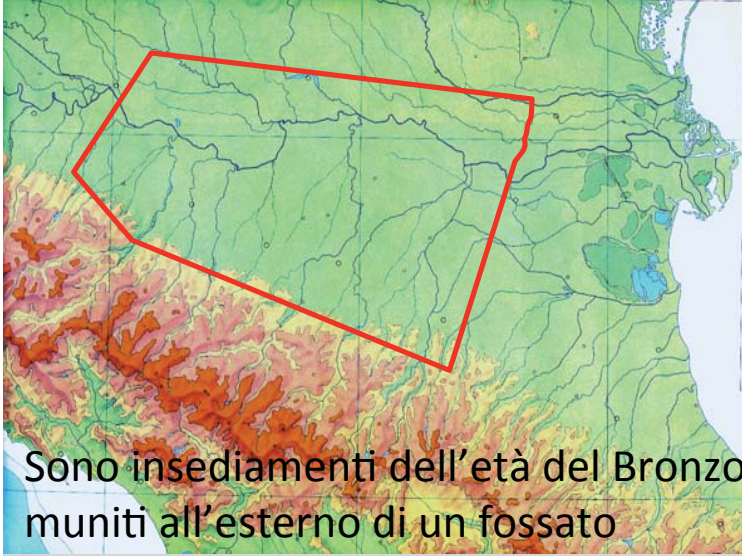 Sono insediamenti dell’età del Bronzo
muniti all’esterno di un fossato